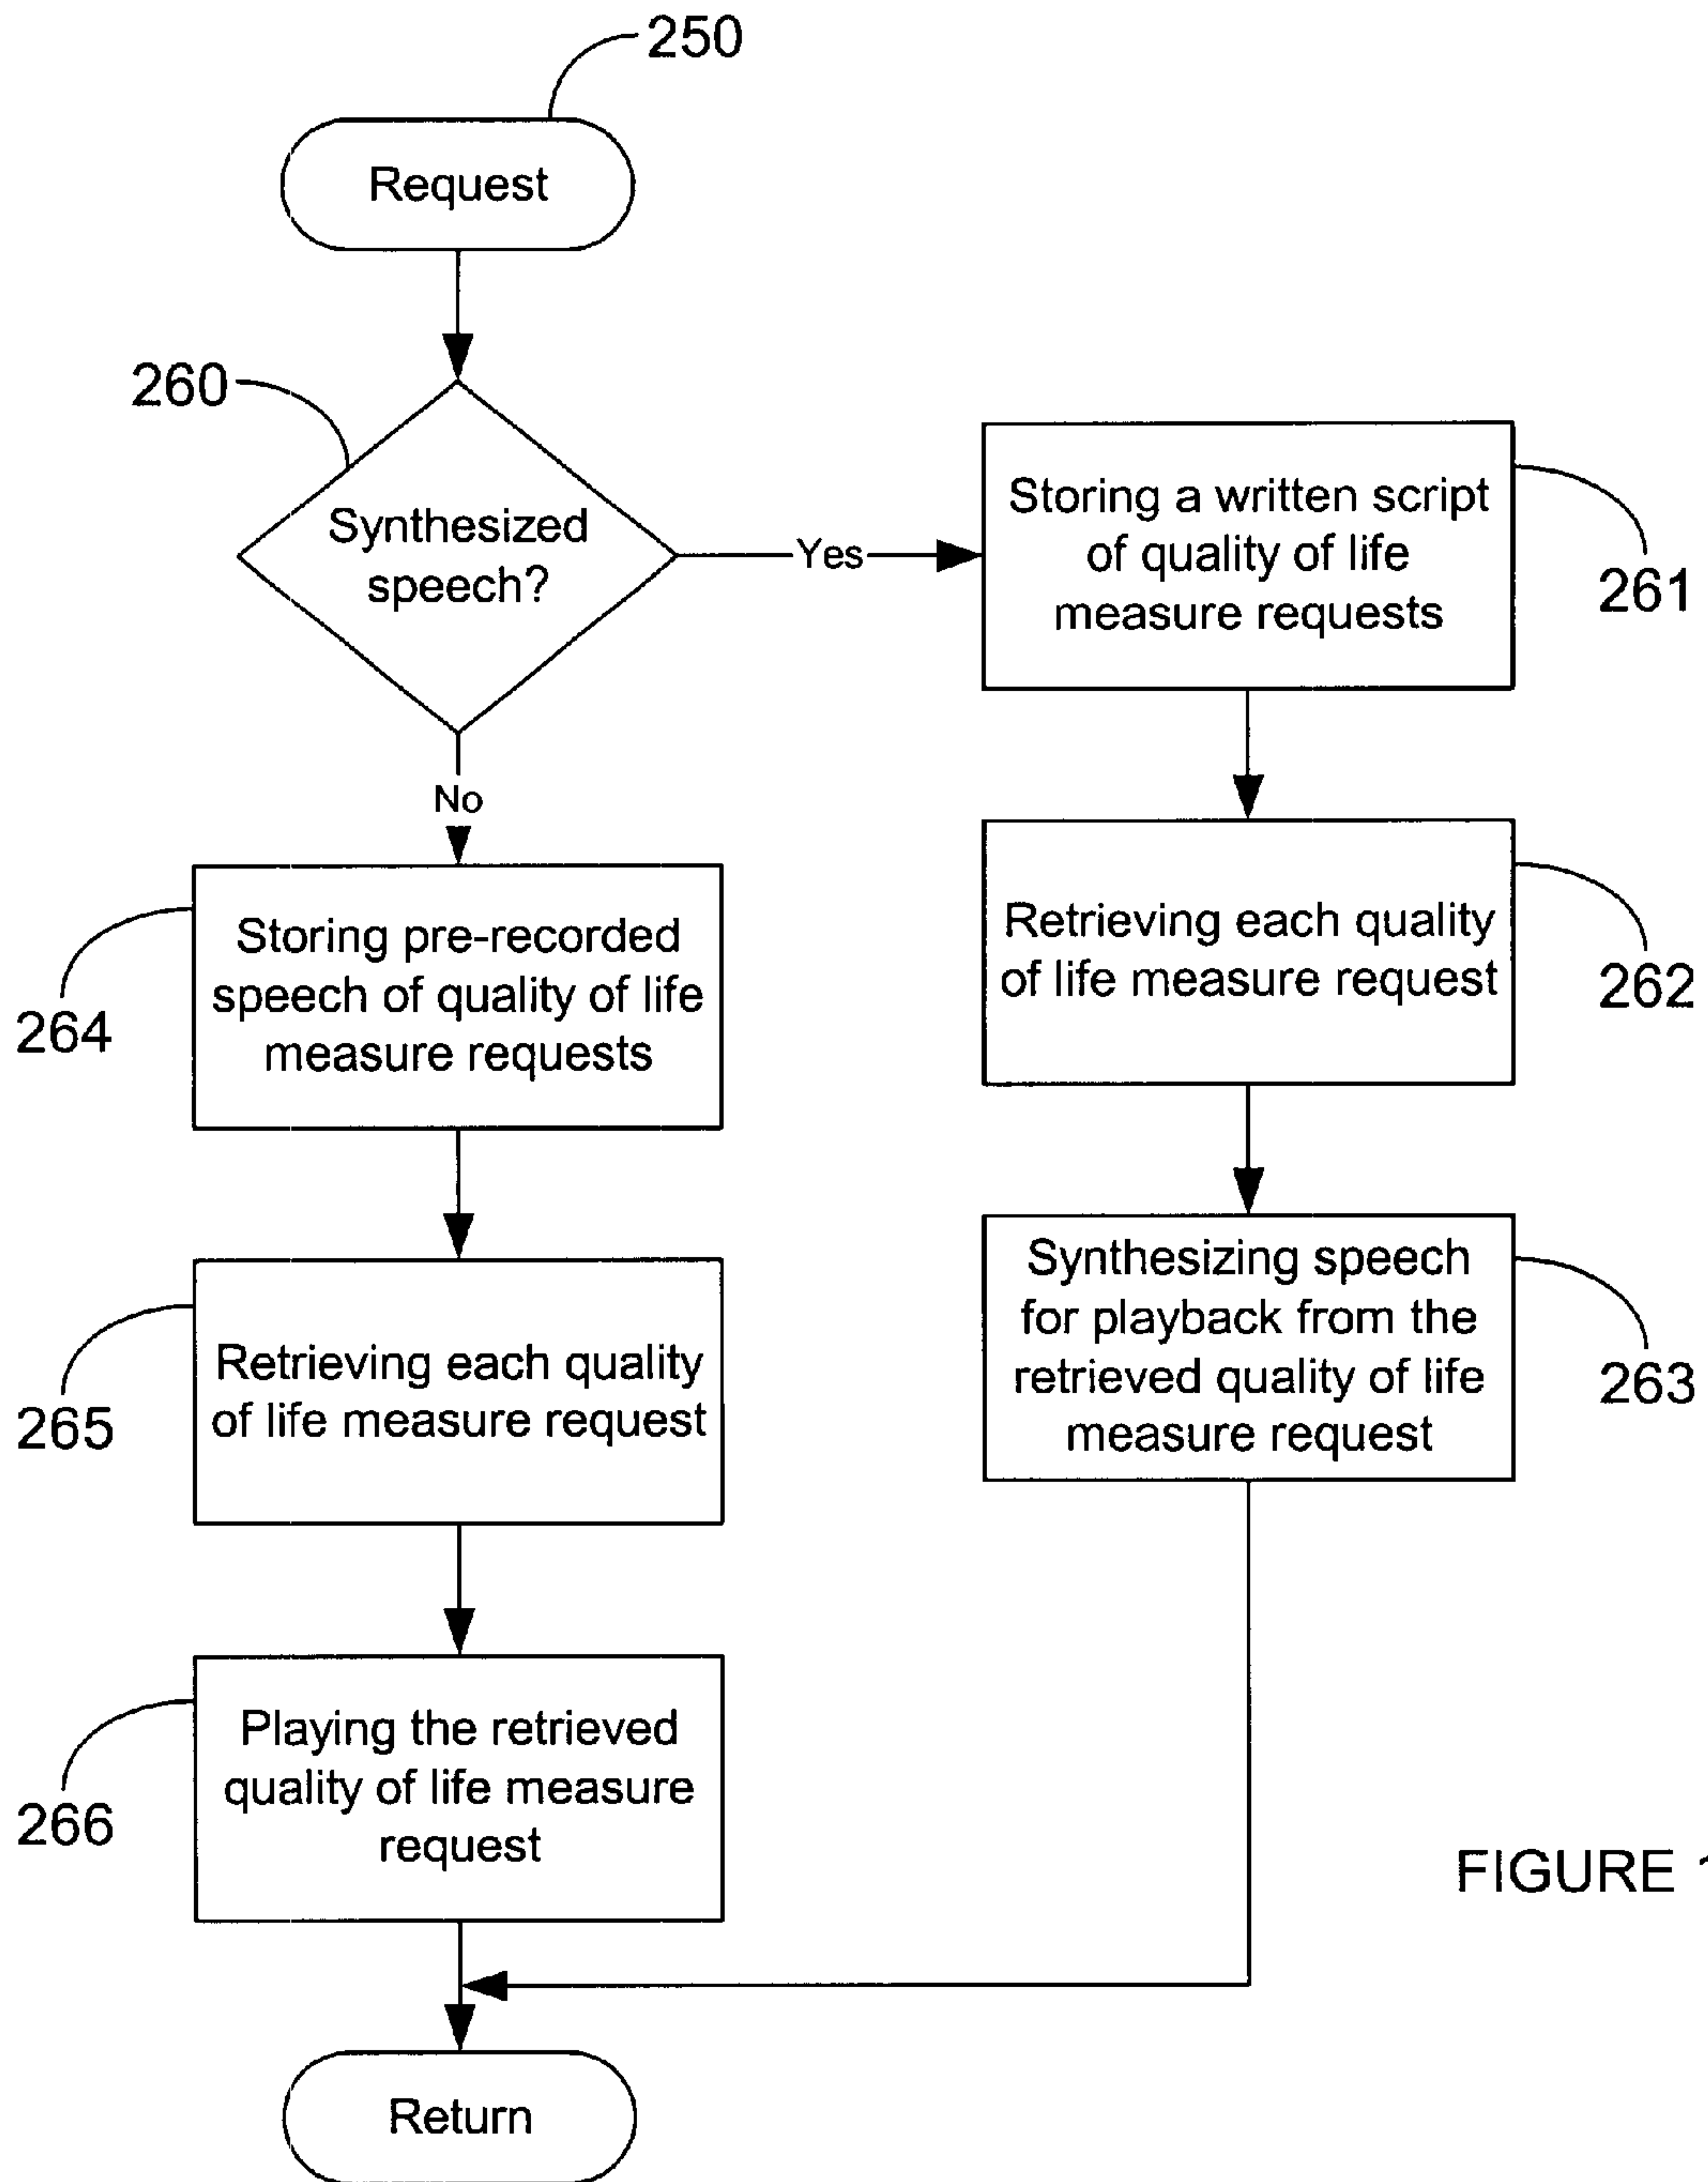 250
Request
260
Synthesized
speech?
Yes
Storing a written script
of quality of life
measure requests
261
No
Retrieving each quality
of life measure request
262
Storing pre-recorded
speech of quality of life
measure requests
264
Synthesizing speech
for playback from the
retrieved quality of life
measure request
263
Retrieving each quality
of life measure request
265
Playing the retrieved
quality of life measure
request
266
FIGURE
Return